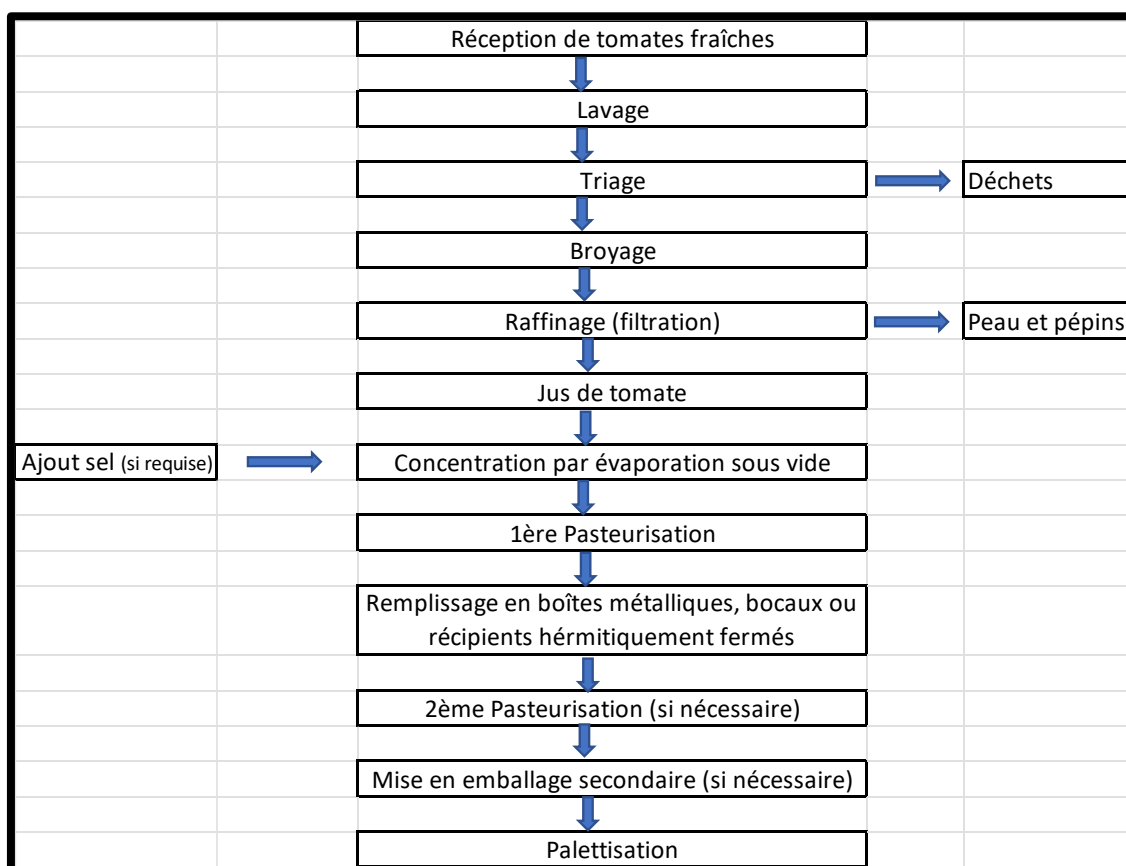 Réception de tomates fraîches
Lavage
Triage
Déchets
Broyage
Raffinage (filtration)
Peau et pépins
Jus de tomate
Ajout sel (si requise)
Concentration par évaporation sous vide
1ère Pasteurisation
Remplissage en boîtes métalliques, bocaux ou
récipients hérmitiquement fermés
2ème Pasteurisation (si nécessaire)
Mise en emballage secondaire (si nécessaire)
Palettisation